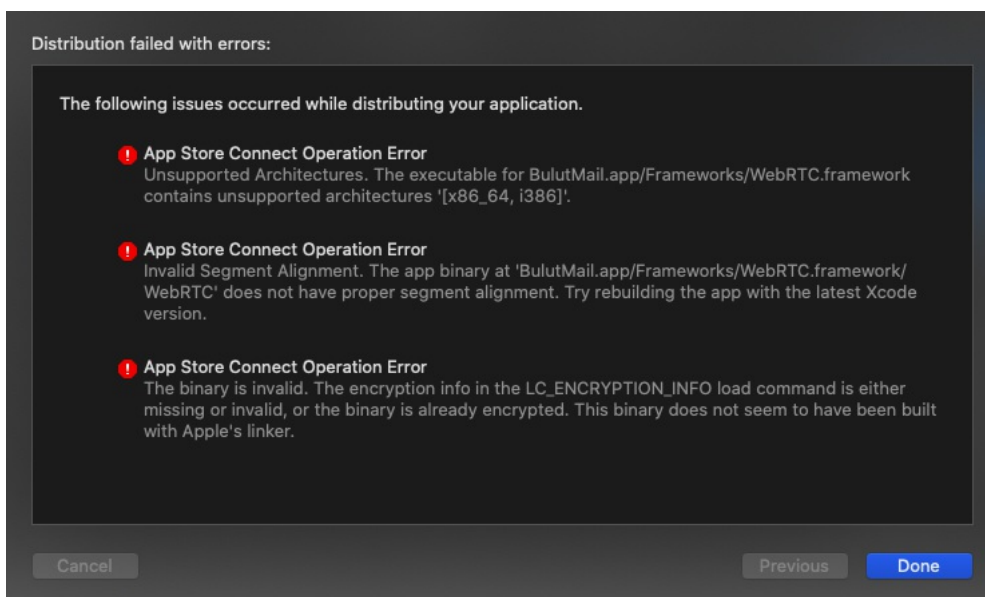 Distribution failed with errors:
The following issues occurred while distributing your application.
App Store Connect Operation Error
Unsupported Architectures. The executable for BulutMail.app/Frameworks/WebRTC.framework
contains unsupported architectures '[x86_64, i386]'.
App Store Connect Operation Error
Invalid Segment Alignment. The app binary at 'BulutMail.app/Frameworks/WebRTC.framework/
WebRTC' does not have proper segment alignment. Try rebuilding the app with the latest Xcode
version.
App Store Connect Operation Error
The binary is invalid. The encryption info in the LC_ENCRYPTION_INFO load command is either
missing or invalid, or the binary is already encrypted. This binary does not seem to have been built
with Apple's linker.
Cancel Previous Done